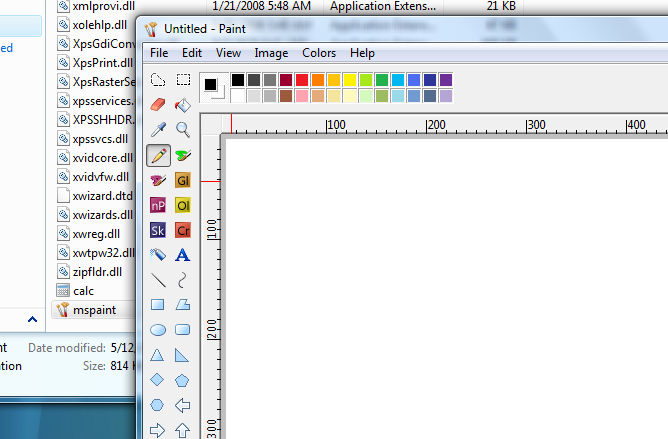 xmlprovi.dll 1/21/2008 5:48 AM Application Extens... 21 KB
xolehlp.dll
XpsGdiConv
XpsPrint.dll
XpsRasterSe
xpsservices.
XPSSHHDR.
xpssvcs.dll
xvidcore.dll
xvidvfw.dll
xwizard.dtd
xwizards.dll
xwreg.dll
xwtpw32.dll
zipfldr.dll
calc
mspaint
ed
nt Date modified: 5/12,
ation Size: 814 K
Untitled - Paint
File Edit View Image Colors Help
100 200 300 400
100
200
300
GI
nP OI
Sk Cr
A